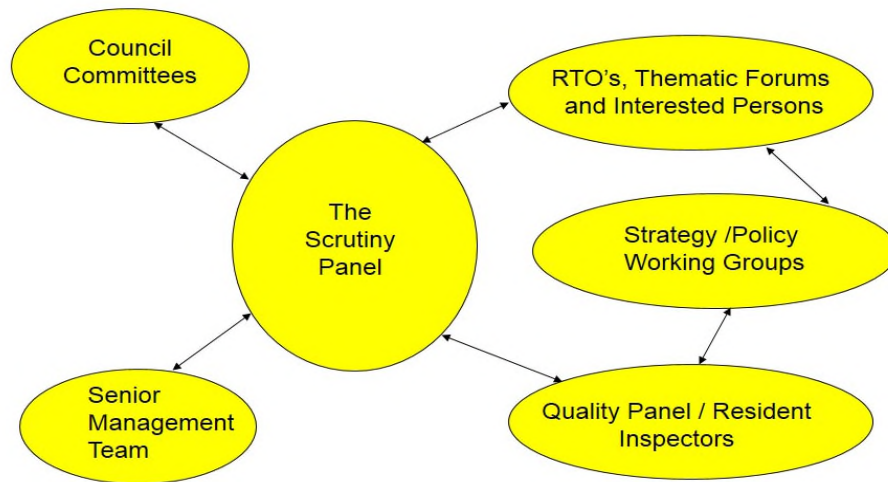 Council
Committees
RTO's, Thematic Forums
and Interested Persons
The
Scrutiny
Panel
Strategy /Policy
Working Groups
Senior
Management
Team
Quality Panel / Resident
Inspectors